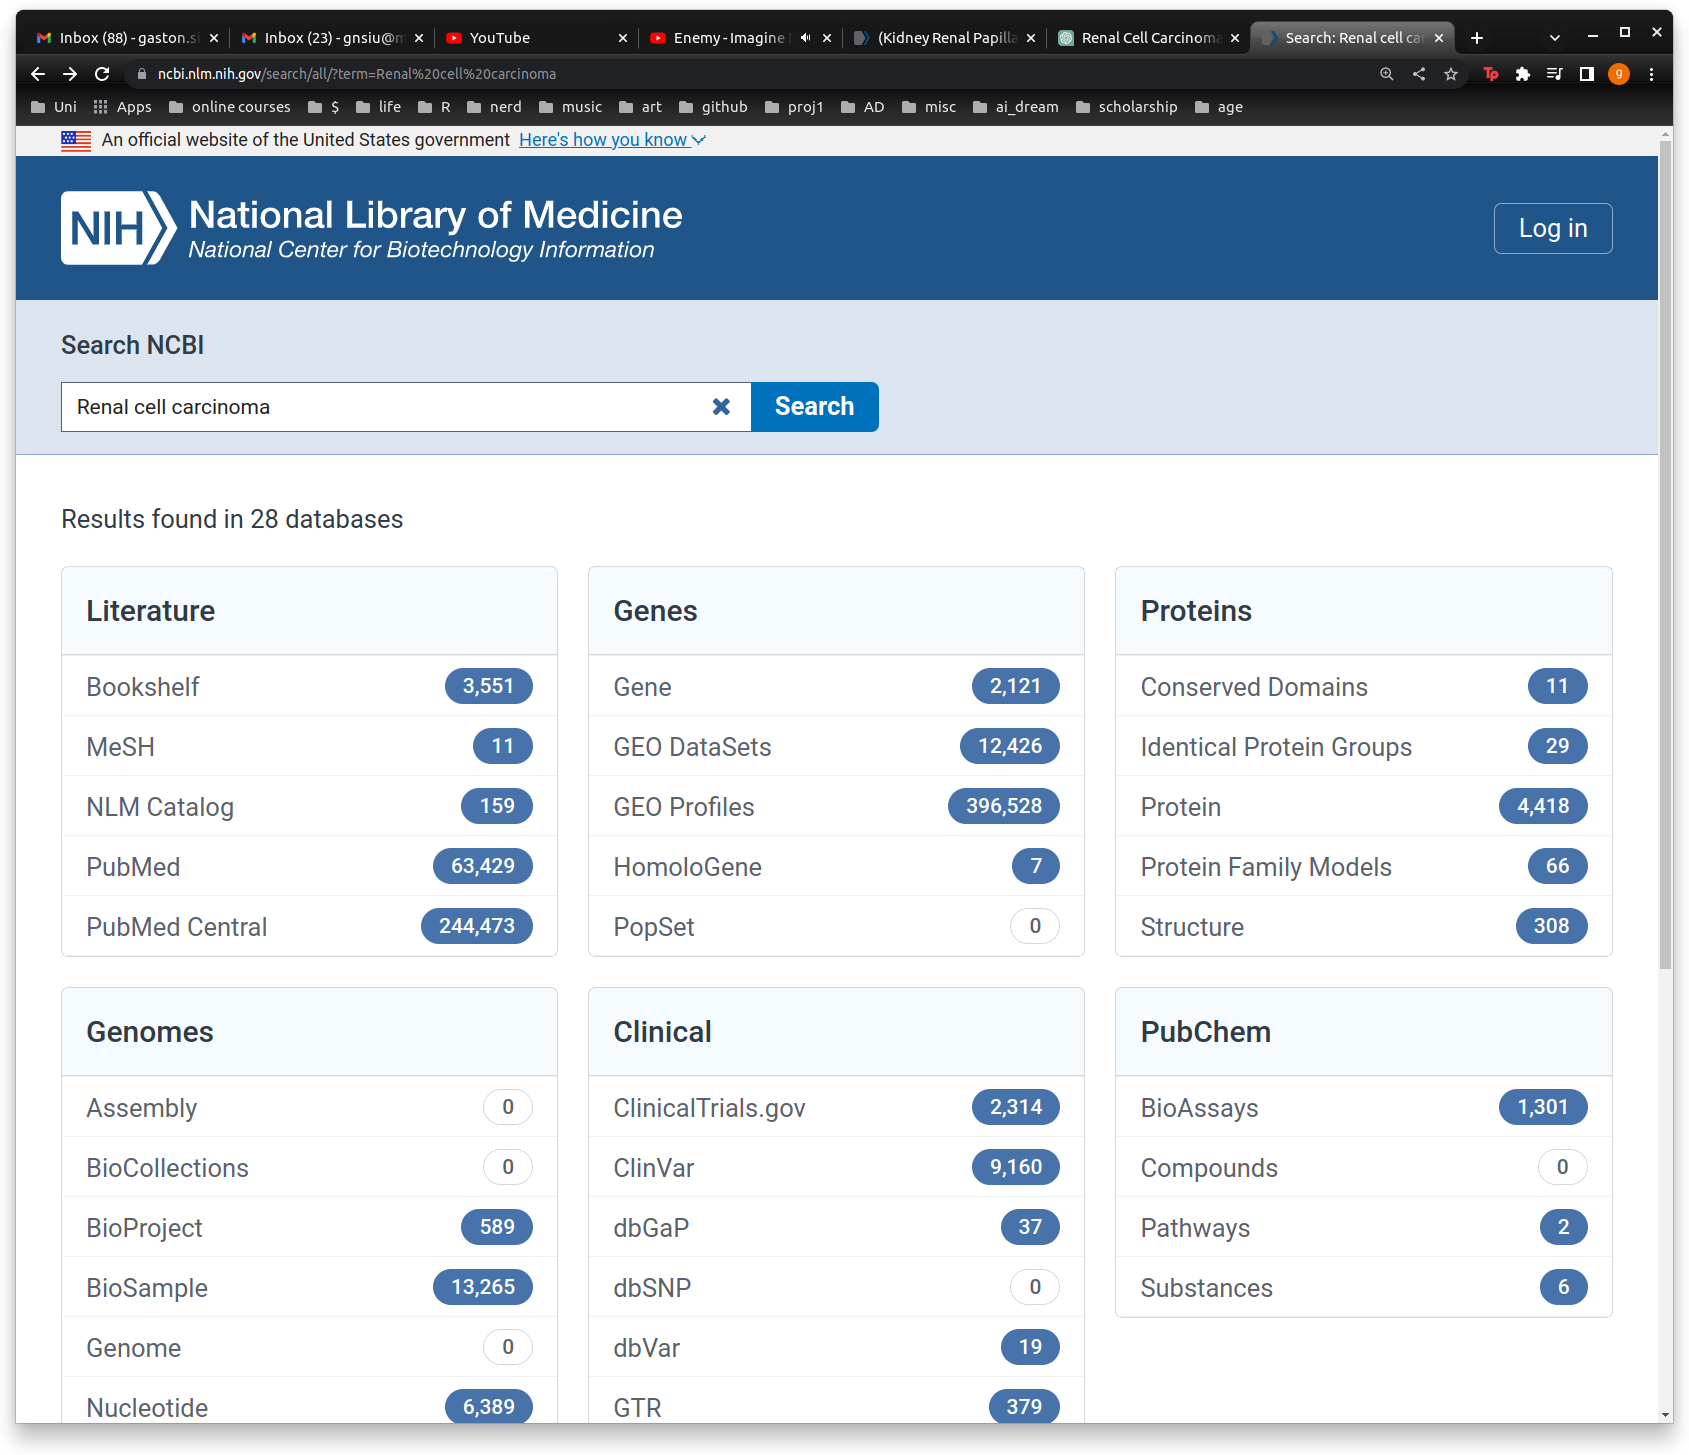 Inbox (88) - gaston.si
Inbox (23) - gnsiu@m
YouTube
Enemy - Imagine
(Kidney Renal Papilla
Renal Cell Carcinoma
Search: Renal cell car
ncbi.nlm.nih.gov/search/all/?term=Renal%20cell%20carcinoma
Tp
g
Uni
Apps
online courses
$
life
R
nerd
music
art
github
proj1
AD
misc
ai_dream
scholarship
age
An official website of the United States government Here's how you know
NIH
National Library of Medicine
National Center for Biotechnology Information
Log in
Search NCBI
Renal cell carcinoma
Search
Results found in 28 databases
Literature
Bookshelf 3,551
MeSH 11
NLM Catalog 159
PubMed 63,429
PubMed Central 244,473
Genes
Gene 2,121
GEO DataSets 12,426
GEO Profiles 396,528
HomoloGene 7
PopSet 0
Proteins
Conserved Domains 11
Identical Protein Groups 29
Protein 4,418
Protein Family Models 66
Structure 308
Genomes
Assembly 0
BioCollections 0
BioProject 589
BioSample 13,265
Genome 0
Nucleotide 6,389
Clinical
ClinicalTrials.gov 2,314
ClinVar 9,160
dbGaP 37
dbSNP 0
dbVar 19
GTR 379
PubChem
BioAssays 1,301
Compounds 0
Pathways 2
Substances 6